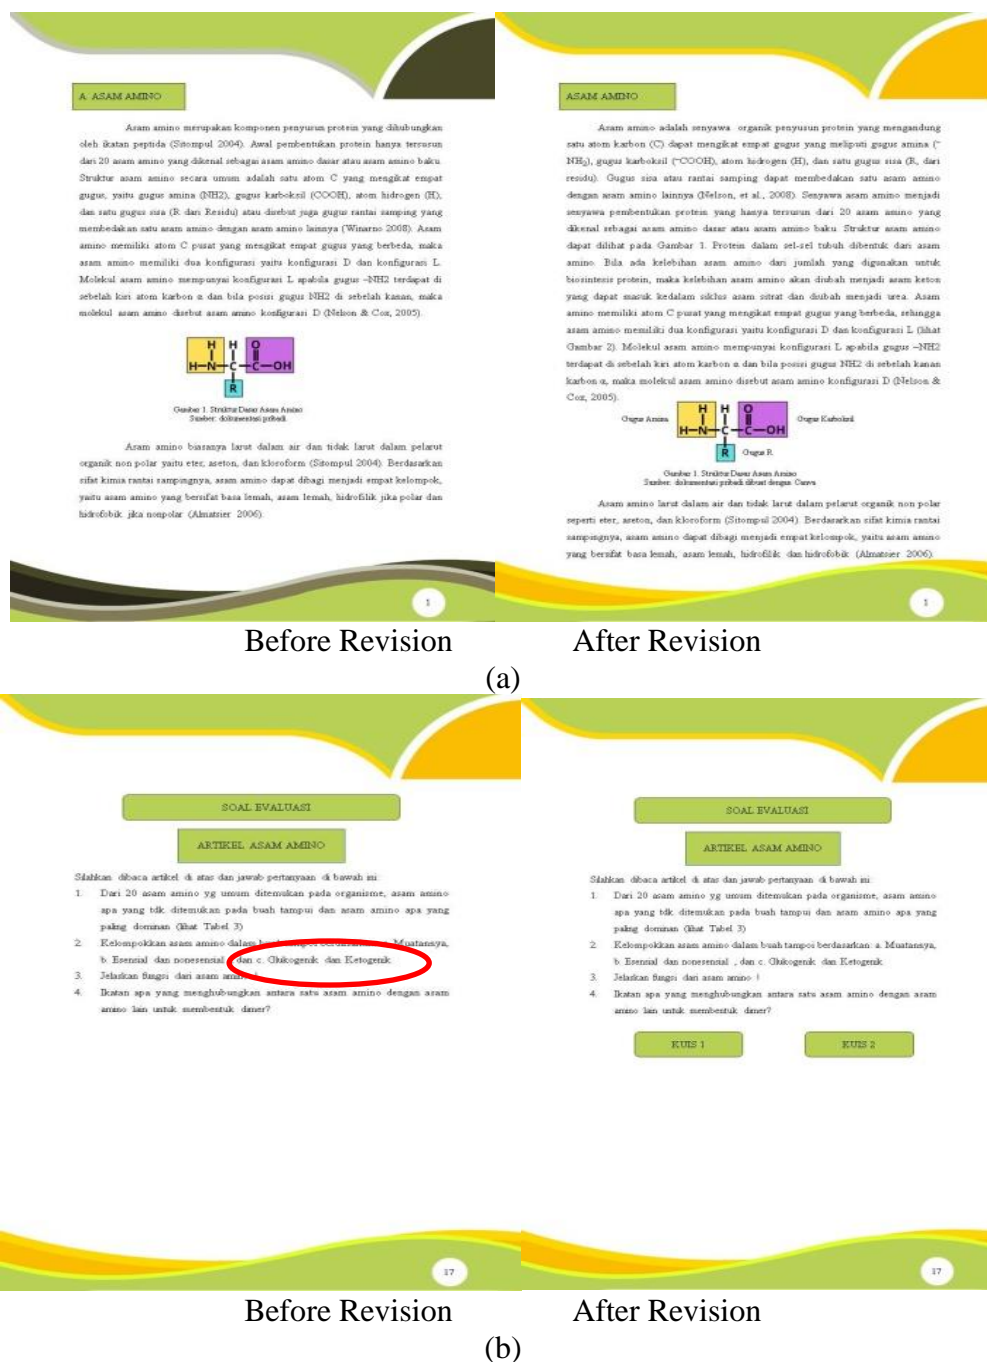 A. ASAM AMINO
Asam amino merupakan komponen penyusun protein yang dihubungkan
oleh ikatan peptida (Sitompul 2004). Awal pembentukan protein hanya tersusun
dari 20 asam amino yang dikenal sebagai asam amino dasar atau asam amino baku.
Struktur asam amino secara umum adalah satu atom C yang mengikat empat
gugus, yaitu gugus amina (NH2), gugus karboksil (COOH), atom hidrogen (H),
dan satu gugus sisa (R dari Residu) atau disebut juga gugus rantai samping yang
membedakan satu asam amino dengan asam amino lainnya (Winarno 2008). Asam
amino memiliki atom C pusat yang mengikat empat gugus yang berbeda, maka
asam amino memiliki dua konfigurasi yaitu konfigurasi D dan konfigurasi L.
Molekul asam amino mempunyai konfigurasi L apabila gugus –NH2 terdapat di
sebelah kiri atom karbon α dan bila posisi gugus NH2 di sebelah kanan, maka
molekul asam amino disebut asam amino konfigurasi D (Nelson & Cox, 2005).
H H O
H–N–C–C–OH
R
Gambar 1. Struktur Dasar Asam Amino
Sumber: dokumentasi pribadi
Asam amino biasanya larut dalam air dan tidak larut dalam pelarut
organik non polar yaitu eter, aseton, dan kloroform (Sitompul 2004). Berdasarkan
sifat kimia rantai sampingnya, asam amino dapat dibagi menjadi empat kelompok,
yaitu asam amino yang bersifat basa lemah, asam lemah, hidrofilik jika polar dan
hidrofobik jika nonpolar (Almatsier 2006).
1
ASAM AMINO
Asam amino adalah senyawa organik penyusun protein yang mengandung
satu atom karbon (C) dapat mengikat empat gugus yang meliputi gugus amina (–
NH₂), gugus karboksil (–COOH), atom hidrogen (H), dan satu gugus sisa (R, dari
residu). Gugus sisa atau rantai samping dapat membedakan satu asam amino
dengan asam amino lainnya (Nelson, et al., 2008). Senyawa asam amino menjadi
senyawa pembentukan protein yang hanya tersusun dari 20 asam amino yang
dikenal sebagai asam amino dasar atau asam amino baku. Struktur asam amino
dapat dilihat pada Gambar 1. Protein dalam sel-sel tubuh dibentuk dari asam
amino. Bila ada kelebihan asam amino dari jumlah yang digunakan untuk
biosintesis protein, maka kelebihan asam amino akan diubah menjadi asam keton
yang dapat masuk kedalam siklus asam sitrat dan diubah menjadi urea. Asam
amino memiliki atom C pusat yang mengikat empat gugus yang berbeda, sehingga
asam amino memiliki dua konfigurasi yaitu konfigurasi D dan konfigurasi L (lihat
Gambar 2). Molekul asam amino mempunyai konfigurasi L apabila gugus –NH2
terdapat di sebelah kiri atom karbon α dan bila posisi gugus NH2 di sebelah kanan
karbon α, maka molekul asam amino disebut asam amino konfigurasi D (Nelson &
Cox, 2005).
Gugus Amina
H H O
Gugus Karboksil
H–N–C–C–OH
R
Gugus R
Gambar 1. Struktur Dasar Asam Amino
Sumber: dokumentasi pribadi dibuat dengan Canva
Asam amino larut dalam air dan tidak larut dalam pelarut organik non polar
seperti eter, aseton, dan kloroform (Sitompul 2004). Berdasarkan sifat kimia rantai
sampingnya, asam amino dapat dibagi menjadi empat kelompok, yaitu asam amino
yang bersifat basa lemah, asam lemah, hidrofilik dan hidrofobik (Almatsier 2006).
1
Before Revision
After Revision
(a)
SOAL EVALUASI
ARTIKEL ASAM AMINO
Silahkan dibaca artikel di atas dan jawab pertanyaan di bawah ini:
1. Dari 20 asam amino yg umum ditemukan pada organisme, asam amino
apa yang tdk ditemukan pada buah tampui dan asam amino apa yang
paling dominan (lihat Tabel 3)
2. Kelompokkan asam amino dalam buah tampoi berdasarkan: a. Muatansya,
b. Esensial dan nonesensial , dan c. Glukogenik dan Ketogenik
3. Jelaskan fungsi dari asam amino !
4. Ikatan apa yang menghubungkan antara satu asam amino dengan asam
amino lain untuk membentuk dimer?
17
SOAL EVALUASI
ARTIKEL ASAM AMINO
Silahkan dibaca artikel di atas dan jawab pertanyaan di bawah ini:
1. Dari 20 asam amino yg umum ditemukan pada organisme, asam amino
apa yang tdk ditemukan pada buah tampui dan asam amino apa yang
paling dominan (lihat Tabel 3)
2. Kelompokkan asam amino dalam buah tampoi berdasarkan: a. Muatansya,
b. Esensial dan nonesensial , dan c. Glukogenik dan Ketogenik
3. Jelaskan fungsi dari asam amino !
4. Ikatan apa yang menghubungkan antara satu asam amino dengan asam
amino lain untuk membentuk dimer?
KUIS 1
KUIS 2
17
Before Revision
After Revision
(b)